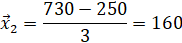 x⃗₂ = (730 − 250) / 3 = 160